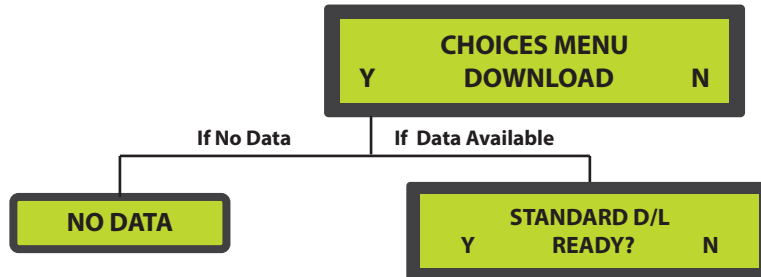 CHOICES MENU
Y DOWNLOAD N
If No Data If Data Available
NO DATA
STANDARD D/L
Y READY? N